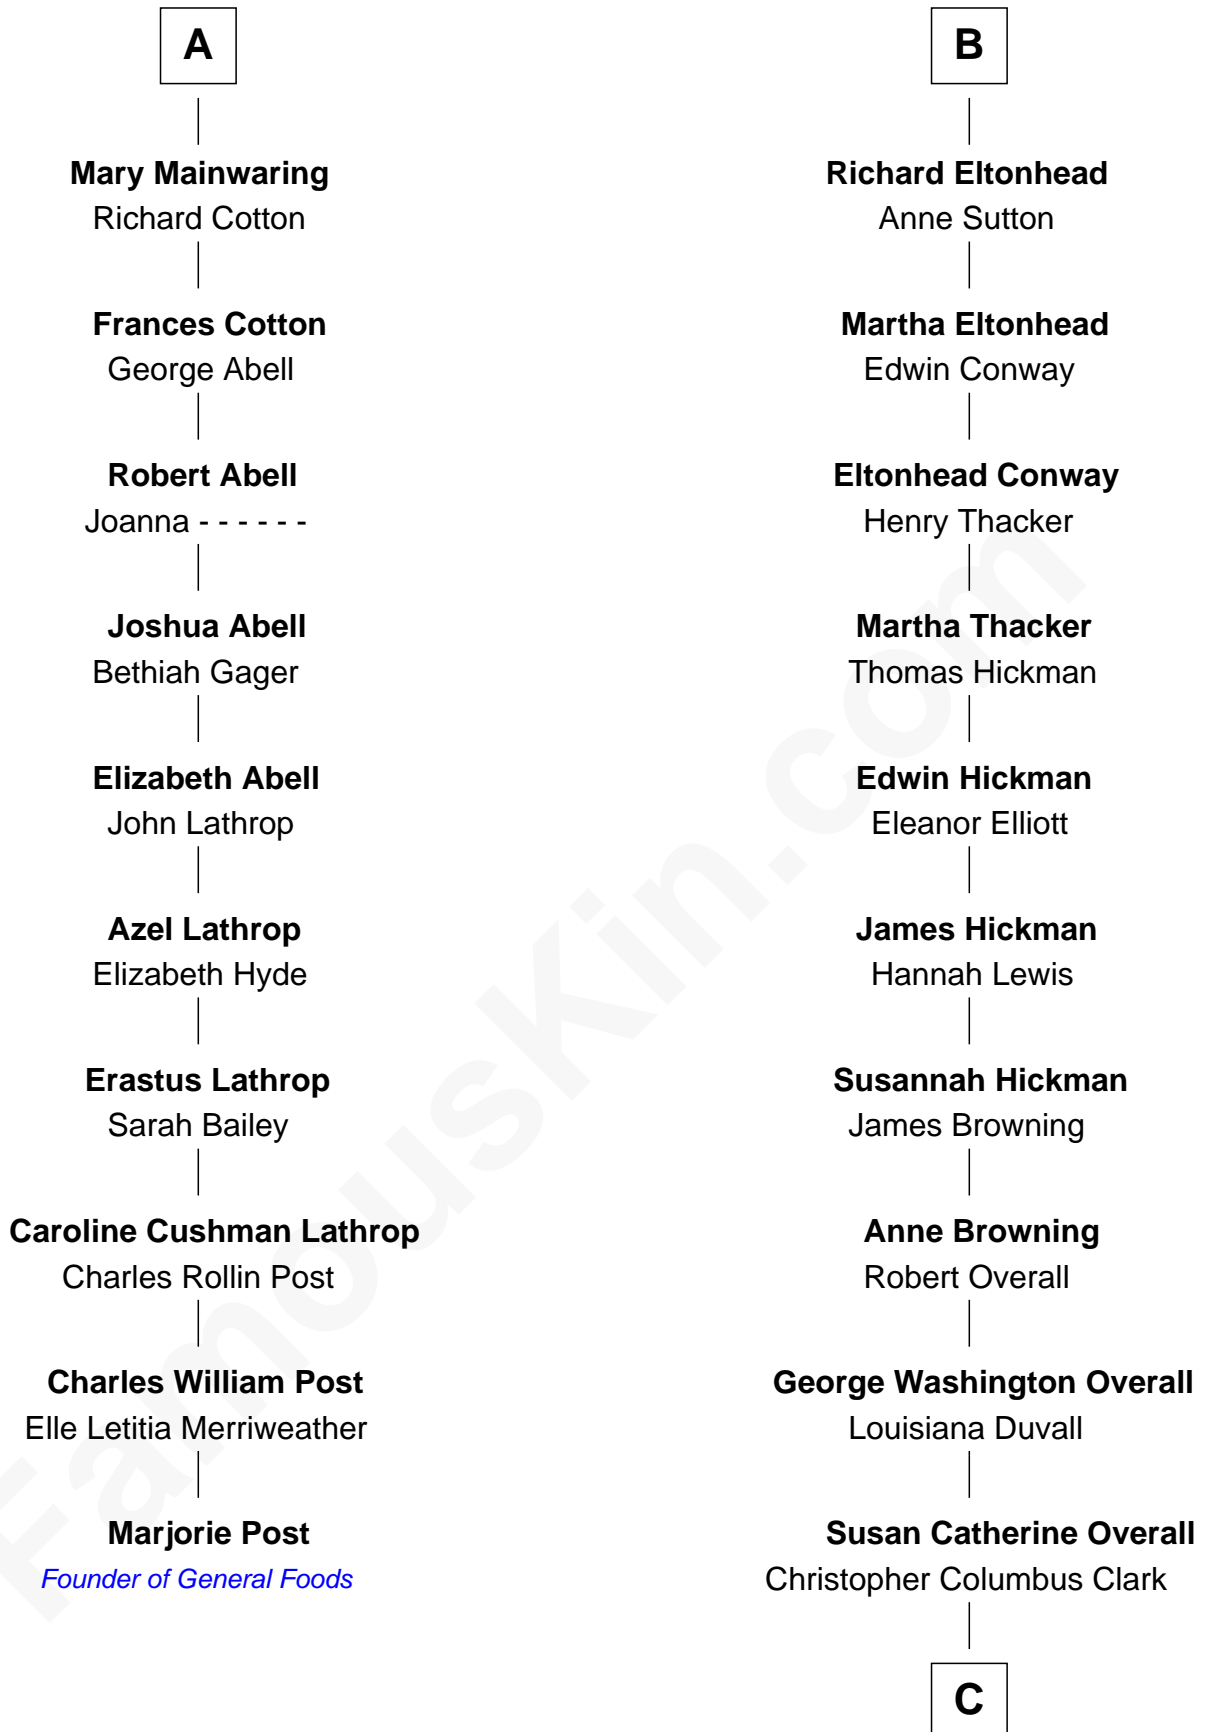 A
Mary Mainwaring
Richard Cotton
Frances Cotton
George Abell
Robert Abell
Joanna - - - - - -
Joshua Abell
Bethiah Gager
Elizabeth Abell
John Lathrop
Azel Lathrop
Elizabeth Hyde
Erastus Lathrop
Sarah Bailey
Caroline Cushman Lathrop
Charles Rollin Post
Charles William Post
Elle Letitia Merriweather
Marjorie Post
Founder of General Foods
B
Richard Eltonhead
Anne Sutton
Martha Eltonhead
Edwin Conway
Eltonhead Conway
Henry Thacker
Martha Thacker
Thomas Hickman
Edwin Hickman
Eleanor Elliott
James Hickman
Hannah Lewis
Susannah Hickman
James Browning
Anne Browning
Robert Overall
George Washington Overall
Louisiana Duvall
Susan Catherine Overall
Christopher Columbus Clark
C
FamousKin.com